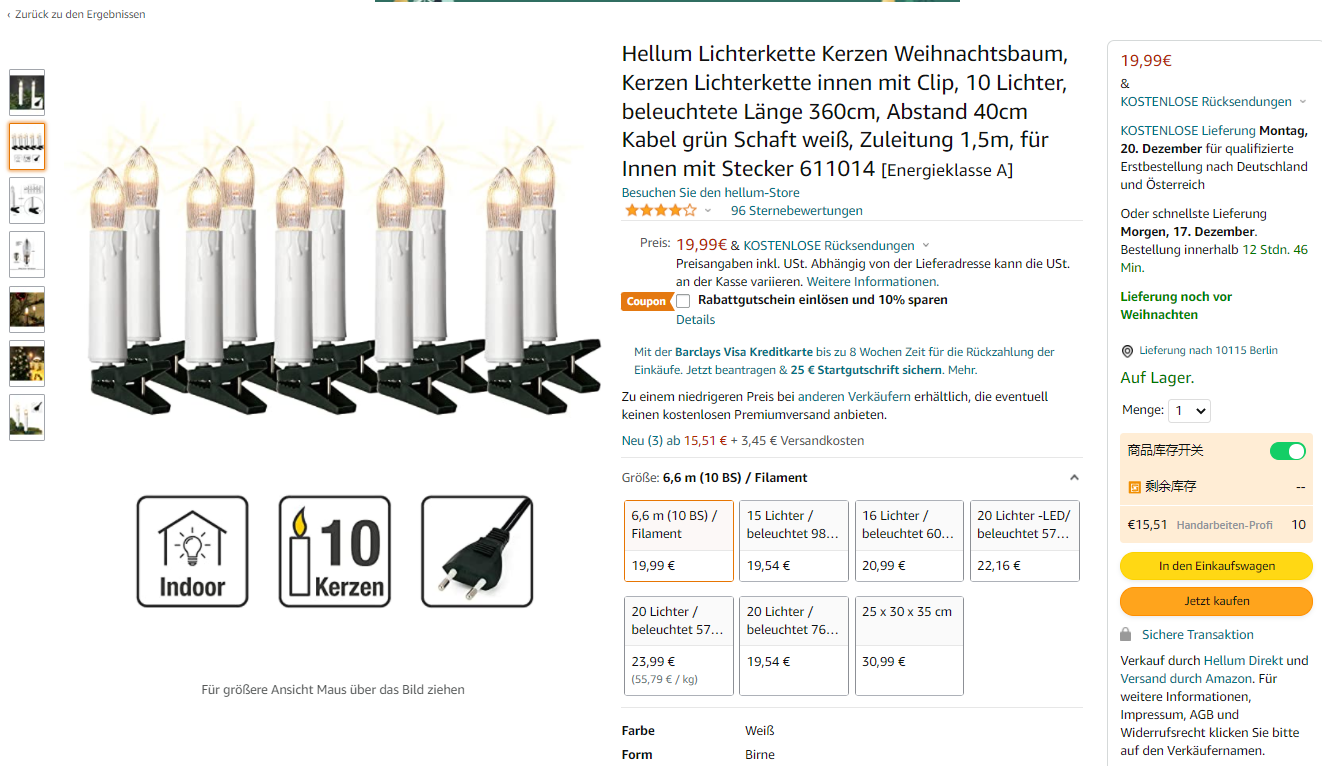 ‹ Zurück zu den Ergebnissen
Indoor
10
Kerzen
Für größere Ansicht Maus über das Bild ziehen
Hellum Lichterkette Kerzen Weihnachtsbaum,
Kerzen Lichterkette innen mit Clip, 10 Lichter,
beleuchtete Länge 360cm, Abstand 40cm
Kabel grün Schaft weiß, Zuleitung 1,5m, für
Innen mit Stecker 611014 [Energieklasse A]
Besuchen Sie den hellum-Store
96 Sternebewertungen
Preis: 19,99€ & KOSTENLOSE Rücksendungen
Preisangaben inkl. USt. Abhängig von der Lieferadresse kann die USt.
an der Kasse variieren. Weitere Informationen.
Coupon Rabattgutschein einlösen und 10% sparen
Details
Mit der Barclays Visa Kreditkarte bis zu 8 Wochen Zeit für die Rückzahlung der
Einkäufe. Jetzt beantragen & 25 € Startgutschrift sichern. Mehr.
Zu einem niedrigeren Preis bei anderen Verkäufern erhältlich, die eventuell
keinen kostenlosen Premiumversand anbieten.
Neu (3) ab 15,51 € + 3,45 € Versandkosten
Größe: 6,6 m (10 BS) / Filament
6,6 m (10 BS) /
Filament
19,99 €
15 Lichter /
beleuchtet 98…
19,54 €
16 Lichter /
beleuchtet 60…
20,99 €
20 Lichter -LED/
beleuchtet 57…
22,16 €
20 Lichter /
beleuchtet 57…
23,99 €
(55,79 € / kg)
20 Lichter /
beleuchtet 76…
19,54 €
25 x 30 x 35 cm
30,99 €
Farbe Weiß
Form Birne
19,99€
&
KOSTENLOSE Rücksendungen
KOSTENLOSE Lieferung Montag,
20. Dezember für qualifizierte
Erstbestellung nach Deutschland
und Österreich
Oder schnellste Lieferung
Morgen, 17. Dezember.
Bestellung innerhalb 12 Stdn. 46
Min.
Lieferung noch vor
Weihnachten
Lieferung nach 10115 Berlin
Auf Lager.
Menge: 1
商品库存开关
剩余库存 --
€15,51 Handarbeiten-Profi 10
In den Einkaufswagen
Jetzt kaufen
Sichere Transaktion
Verkauf durch Hellum Direkt und
Versand durch Amazon. Für
weitere Informationen,
Impressum, AGB und
Widerrufsrecht klicken Sie bitte
auf den Verkäufernamen.